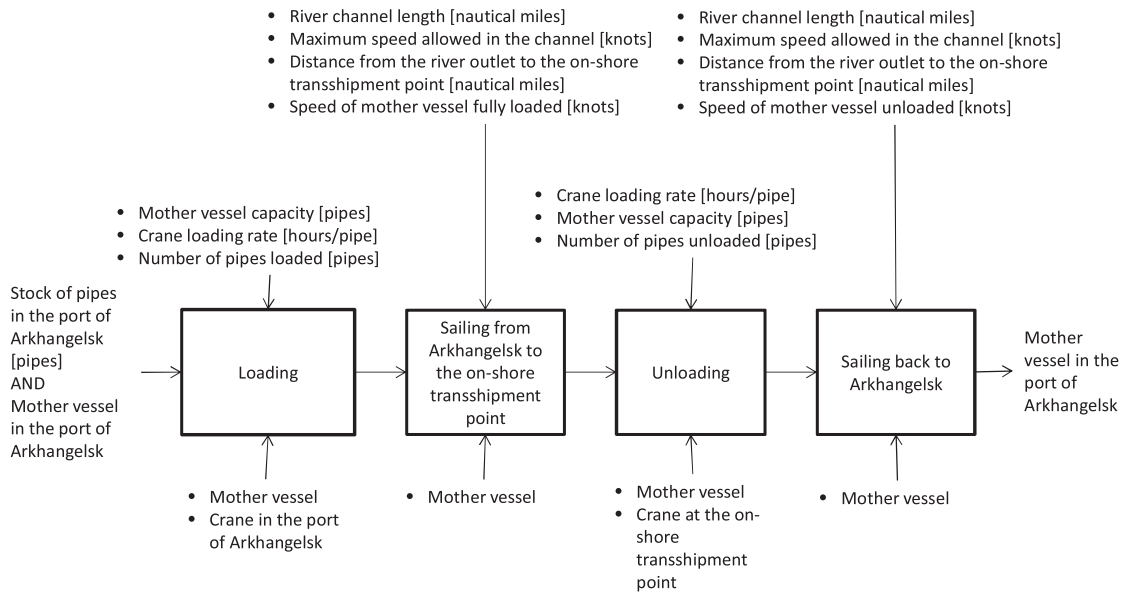 • River channel length [nautical miles]
• Maximum speed allowed in the channel [knots]
• Distance from the river outlet to the on-shore
transshipment point [nautical miles]
• Speed of mother vessel fully loaded [knots]
• River channel length [nautical miles]
• Maximum speed allowed in the channel [knots]
• Distance from the river outlet to the on-shore
transshipment point [nautical miles]
• Speed of mother vessel unloaded [knots]
• Mother vessel capacity [pipes]
• Crane loading rate [hours/pipe]
• Number of pipes loaded [pipes]
• Crane loading rate [hours/pipe]
• Mother vessel capacity [pipes]
• Number of pipes unloaded [pipes]
Stock of pipes
in the port of
Arkhangelsk
[pipes]
AND
Mother vessel
in the port of
Arkhangelsk
Loading
Sailing from
Arkhangelsk to
the on-shore
transshipment
point
Unloading
Sailing back to
Arkhangelsk
Mother
vessel in the
port of
Arkhangelsk
• Mother vessel
• Crane in the port
of Arkhangelsk
• Mother vessel
• Mother vessel
• Crane at the on-
shore
transshipment
point
• Mother vessel